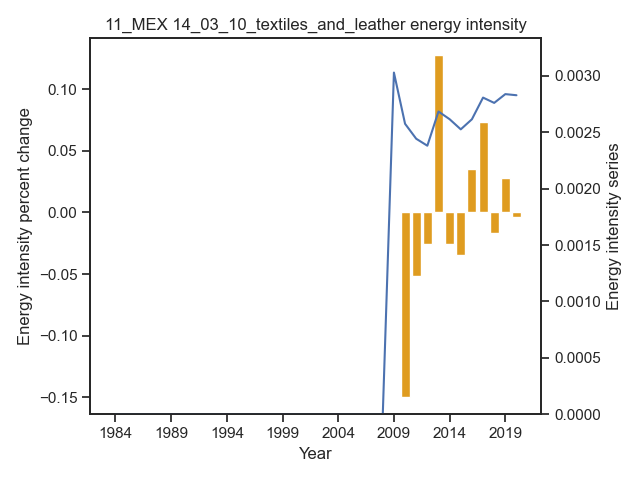 11_MEX 14_03_10_textiles_and_leather energy intensity
Energy intensity percent change
0.10
0.05
0.00
−0.05
−0.10
−0.15
0.0030
0.0025
0.0020
0.0015
0.0010
0.0005
0.0000
Energy intensity series
1984 1989 1994 1999 2004 2009 2014 2019
Year